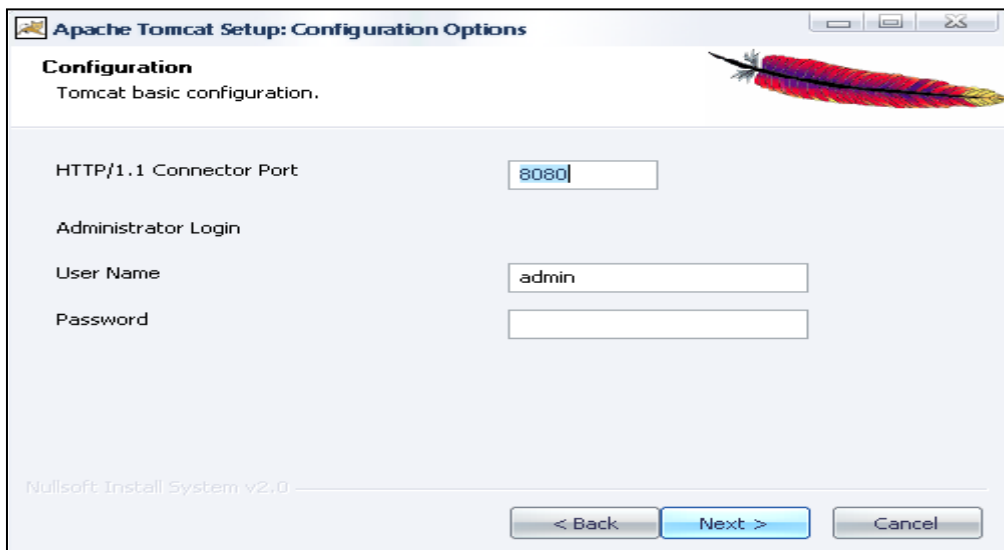 Apache Tomcat Setup: Configuration Options
Configuration
Tomcat basic configuration.
HTTP/1.1 Connector Port
8080
Administrator Login
User Name
admin
Password
Nullsoft Install System v2.0
< Back
Next >
Cancel